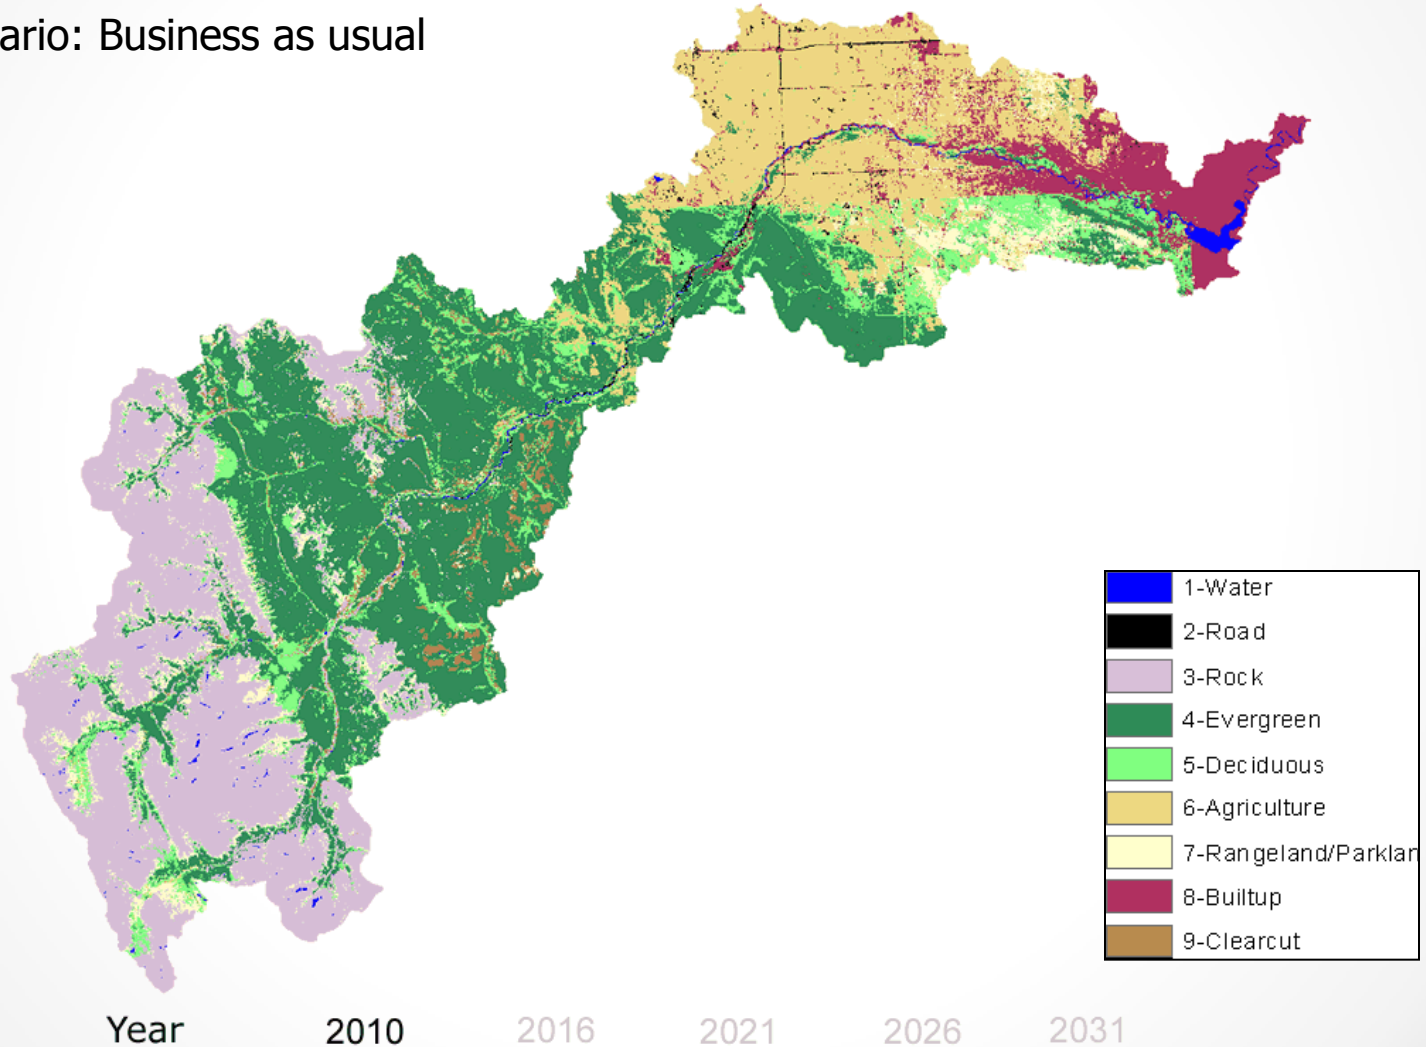 ario: Business as usual
1-Water
2-Road
3-Rock
4-Evergreen
5-Deciduous
6-Agriculture
7-Rangeland/Parklan
8-Builtup
9-Clearcut
Year 2010 2016 2021 2026 2031